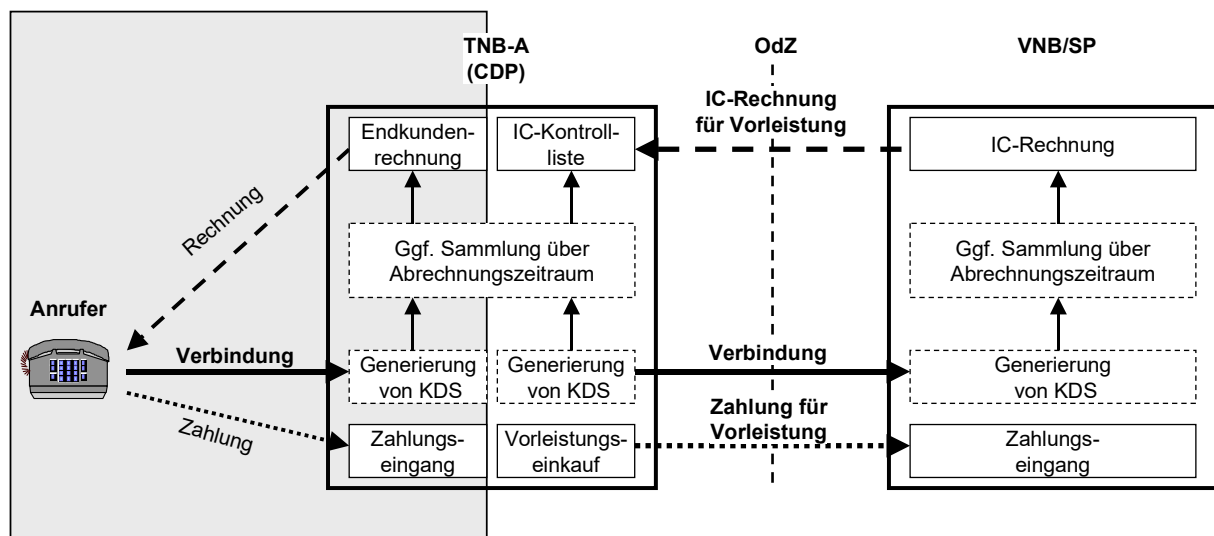 TNB-A
(CDP)
OdZ
VNB/SP
IC-Rechnung
für Vorleistung
Endkunden-
rechnung
IC-Kontroll-
liste
IC-Rechnung
Rechnung
Ggf. Sammlung über
Abrechnungszeitraum
Ggf. Sammlung über
Abrechnungszeitraum
Anrufer
Verbindung
Generierung
von KDS
Generierung
von KDS
Verbindung
Generierung
von KDS
Zahlung
Zahlungs-
eingang
Vorleistungs-
einkauf
Zahlung für
Vorleistung
Zahlungs-
eingang